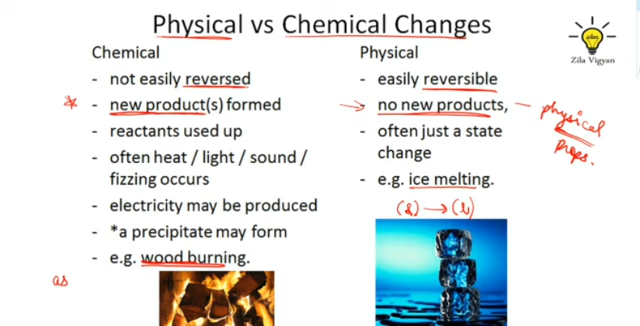 Physical vs Chemical Changes
Zila Vigyan
Chemical
- not easily reversed
* - new product(s) formed
- reactants used up
- often heat / light / sound /
fizzing occurs
- electricity may be produced
- *a precipitate may form
- e.g. wood burning.
as
Physical
- easily reversible
→ - no new products, - physical
props.
- often just a state
change
- e.g. ice melting.
(s) → (l)